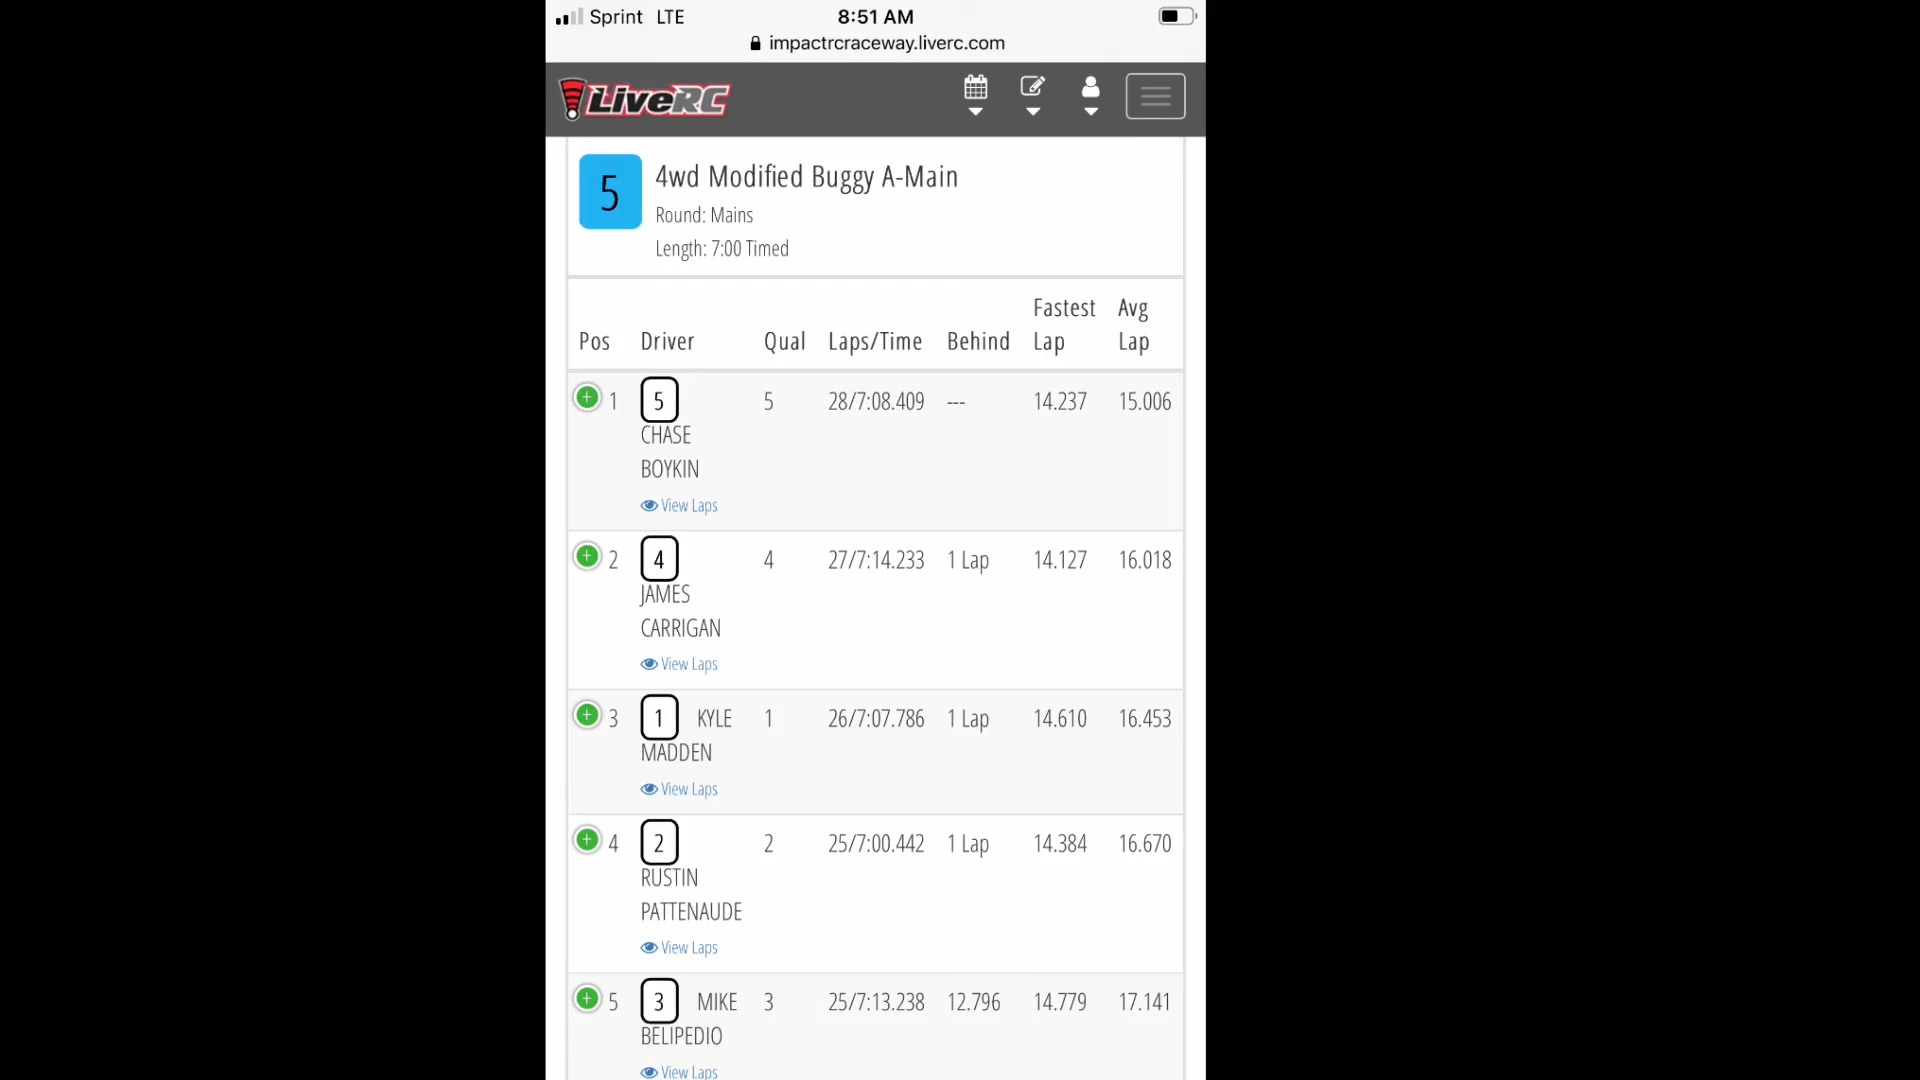 Sprint LTE 8:51 AM
impactrcraceway.liverc.com
LiveRC
5 4wd Modified Buggy A-Main
Round: Mains
Length: 7:00 Timed
Pos Driver Qual Laps/Time Behind Fastest Lap Avg Lap
1 5 CHASE BOYKIN 5 28/7:08.409 --- 14.237 15.006
View Laps
2 4 JAMES CARRIGAN 4 27/7:14.233 1 Lap 14.127 16.018
View Laps
3 1 KYLE MADDEN 1 26/7:07.786 1 Lap 14.610 16.453
View Laps
4 2 RUSTIN PATTENAUDE 2 25/7:00.442 1 Lap 14.384 16.670
View Laps
5 3 MIKE BELIPEDIO 3 25/7:13.238 12.796 14.779 17.141
View Laps